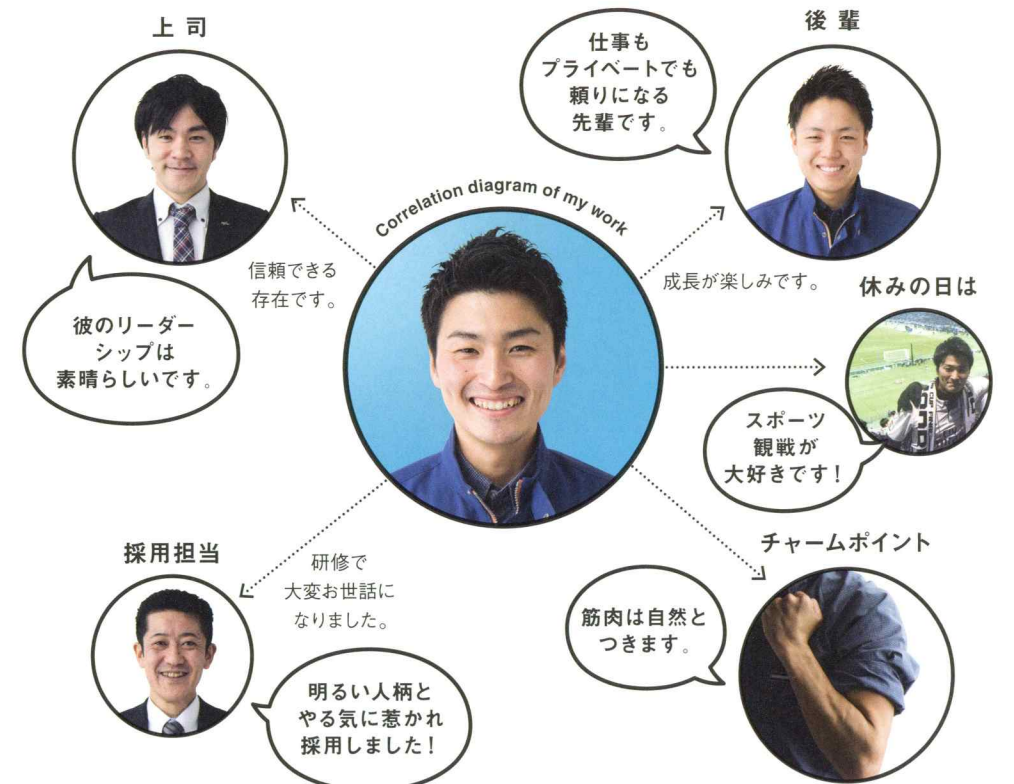 上司
後輩
仕事も
プライベートでも
頼りになる
先輩です。
Correlation diagram of my work
信頼できる
存在です。
成長が楽しみです。
彼のリーダー
シップは
素晴らしいです。
休みの日は
スポーツ
観戦が
大好きです!
採用担当
研修で
大変お世話に
なりました。
チャームポイント
筋肉は自然と
つきます。
明るい人柄と
やる気に惹かれ
採用しました!